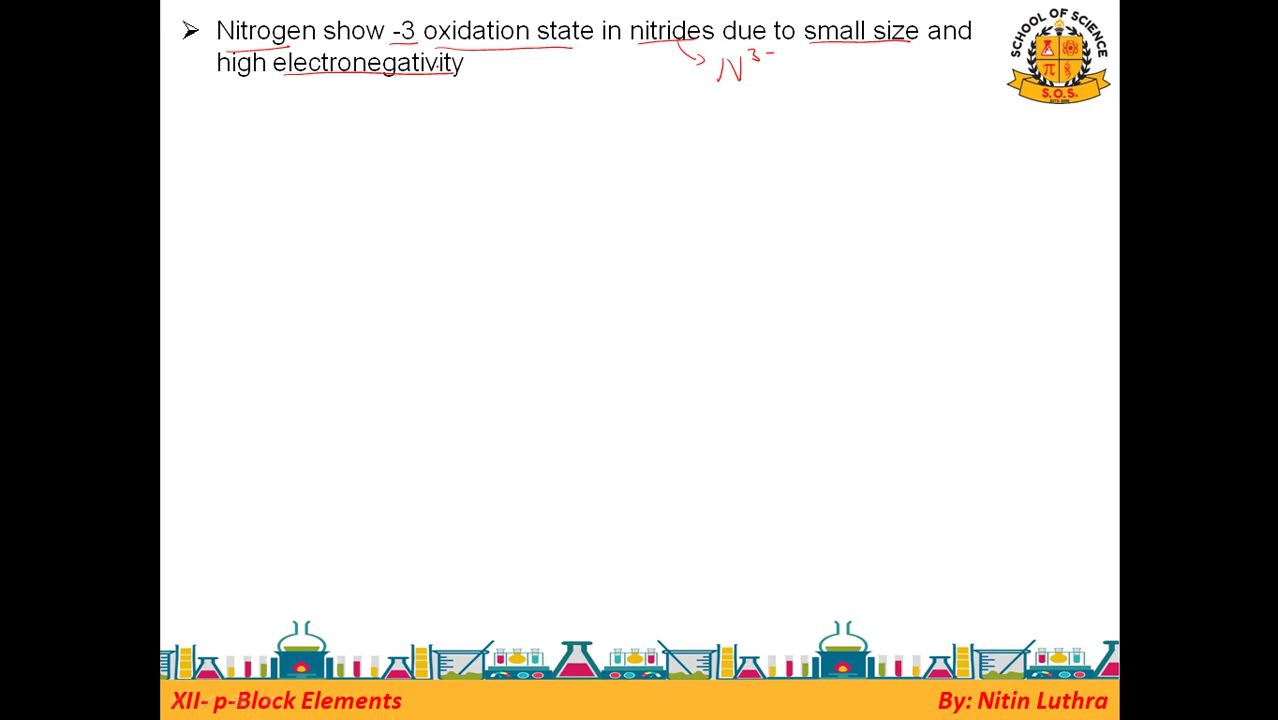 ➢ Nitrogen show -3 oxidation state in nitrides due to small size and
high electronegativity
N³⁻
SCHOOL OF SCIENCE
π
S.O.S.
XII- p-Block Elements
By: Nitin Luthra